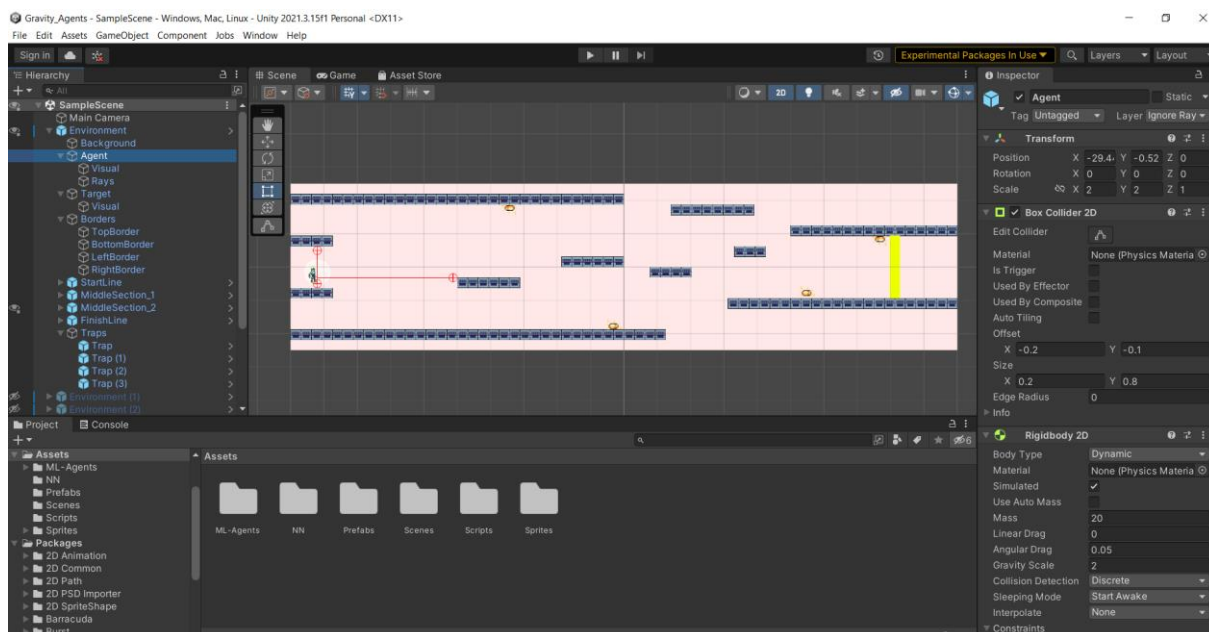 Gravity_Agents - SampleScene - Windows, Mac, Linux - Unity 2021.3.15f1 Personal <DX11>
File Edit Assets GameObject Component Jobs Window Help
Sign in
Experimental Packages In Use
Layers
Layout
Hierarchy
All
SampleScene
Main Camera
Environment
Background
Agent
Visual
Rays
Target
Visual
Borders
TopBorder
BottomBorder
LeftBorder
RightBorder
StartLine
MiddleSection_1
MiddleSection_2
FinishLine
Traps
Trap
Trap (1)
Trap (2)
Trap (3)
Environment (1)
Environment (2)
Scene
Game
Asset Store
2D
Inspector
Agent Static
Tag Untagged Layer Ignore Ray
Transform
Position X -29.4 Y -0.52 Z 0
Rotation X 0 Y 0 Z 0
Scale X 2 Y 2 Z 1
Box Collider 2D
Edit Collider
Material None (Physics Materia
Is Trigger
Used By Effector
Used By Composite
Auto Tiling
Offset
X -0.2 Y -0.1
Size
X 0.2 Y 0.8
Edge Radius 0
Info
Rigidbody 2D
Body Type Dynamic
Material None (Physics Materia
Simulated
Use Auto Mass
Mass 20
Linear Drag 0
Angular Drag 0.05
Gravity Scale 2
Collision Detection Discrete
Sleeping Mode Start Awake
Interpolate None
Constraints
Project
Console
6
Assets
ML-Agents
NN
Prefabs
Scenes
Scripts
Sprites
Packages
2D Animation
2D Common
2D Path
2D PSD Importer
2D SpriteShape
Barracuda
Burst
Assets
ML-Agents NN Prefabs Scenes Scripts Sprites